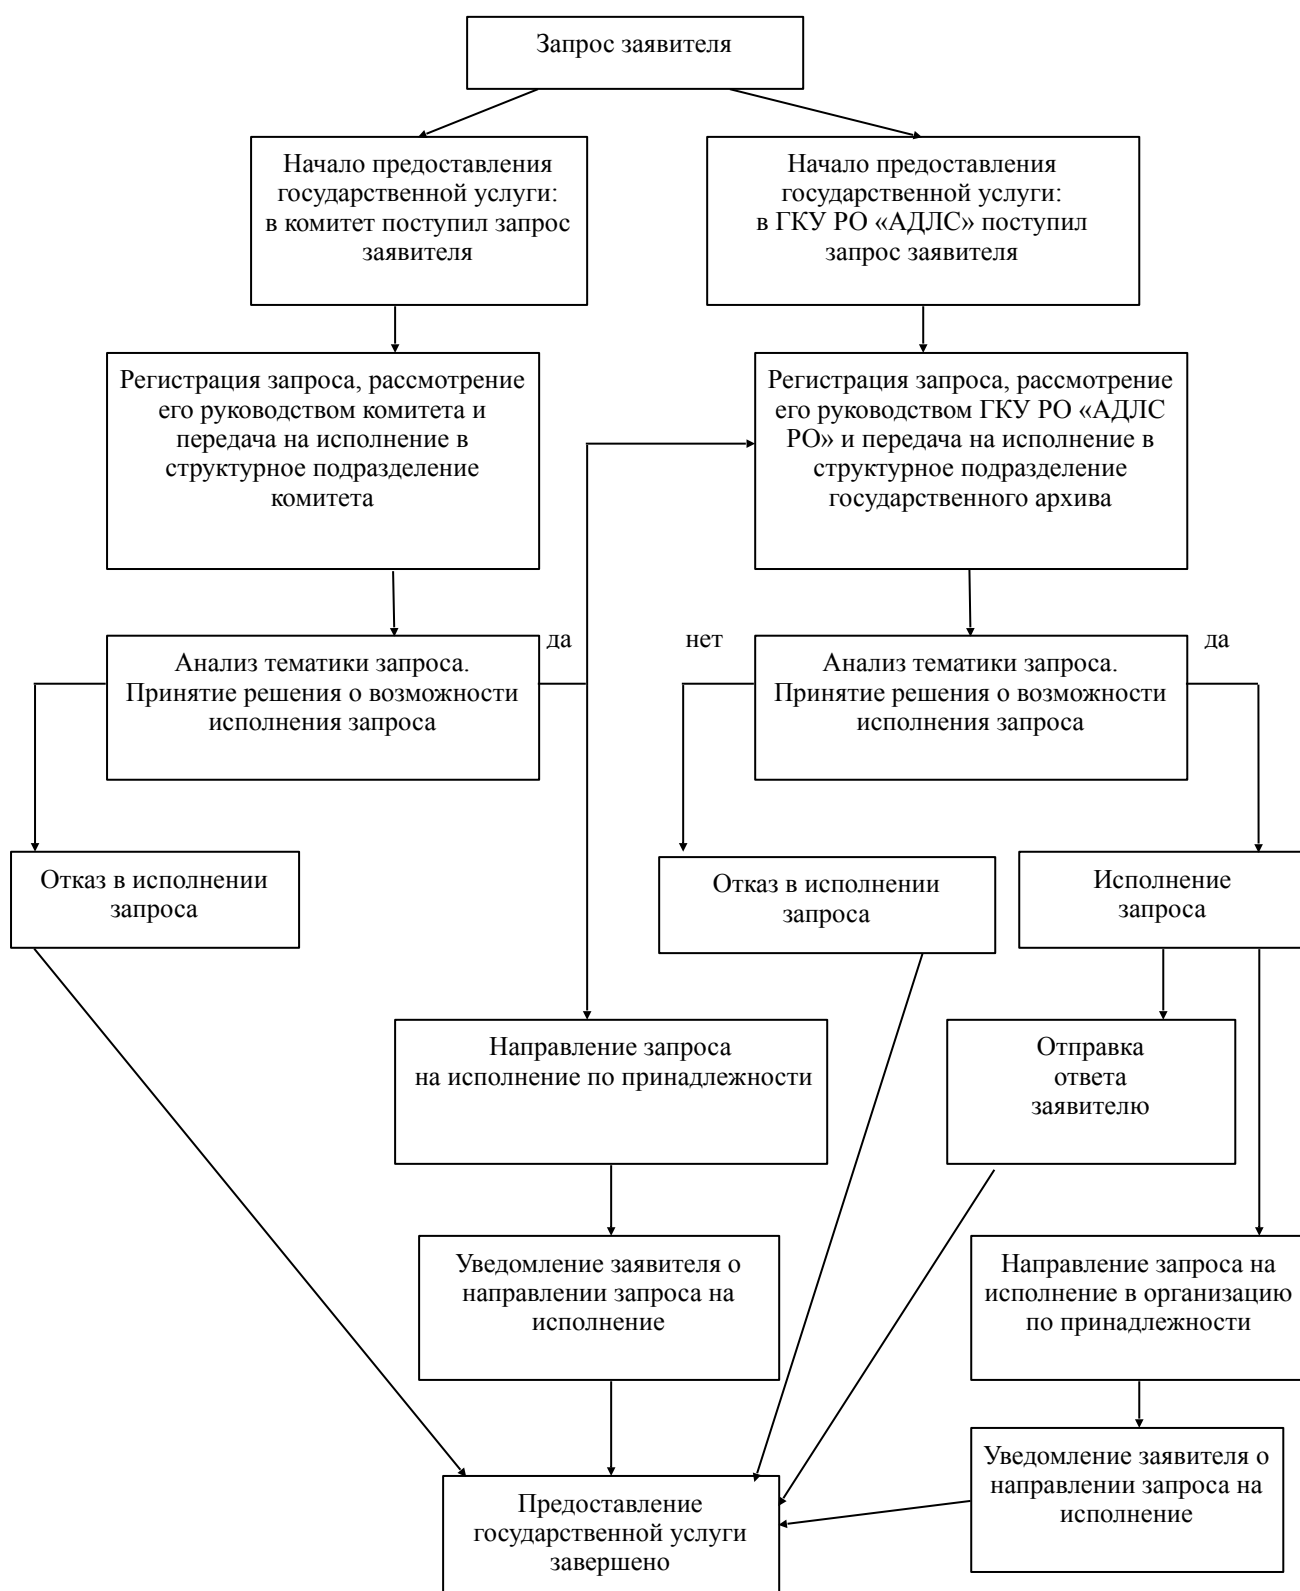 Запрос заявителя
Начало предоставления
государственной услуги:
в комитет поступил запрос
заявителя
Начало предоставления
государственной услуги:
в ГКУ РО «АДЛС» поступил
запрос заявителя
Регистрация запроса, рассмотрение
его руководством комитета и
передача на исполнение в
структурное подразделение
комитета
Регистрация запроса, рассмотрение
его руководством ГКУ РО «АДЛС
РО» и передача на исполнение в
структурное подразделение
государственного архива
да
нет
да
Анализ тематики запроса.
Принятие решения о возможности
исполнения запроса
Анализ тематики запроса.
Принятие решения о возможности
исполнения запроса
Отказ в исполнении
запроса
Отказ в исполнении
запроса
Исполнение
запроса
Направление запроса
на исполнение по принадлежности
Отправка
ответа
заявителю
Уведомление заявителя о
направлении запроса на
исполнение
Направление запроса на
исполнение в организацию
по принадлежности
Уведомление заявителя о
направлении запроса на
исполнение
Предоставление
государственной услуги
завершено